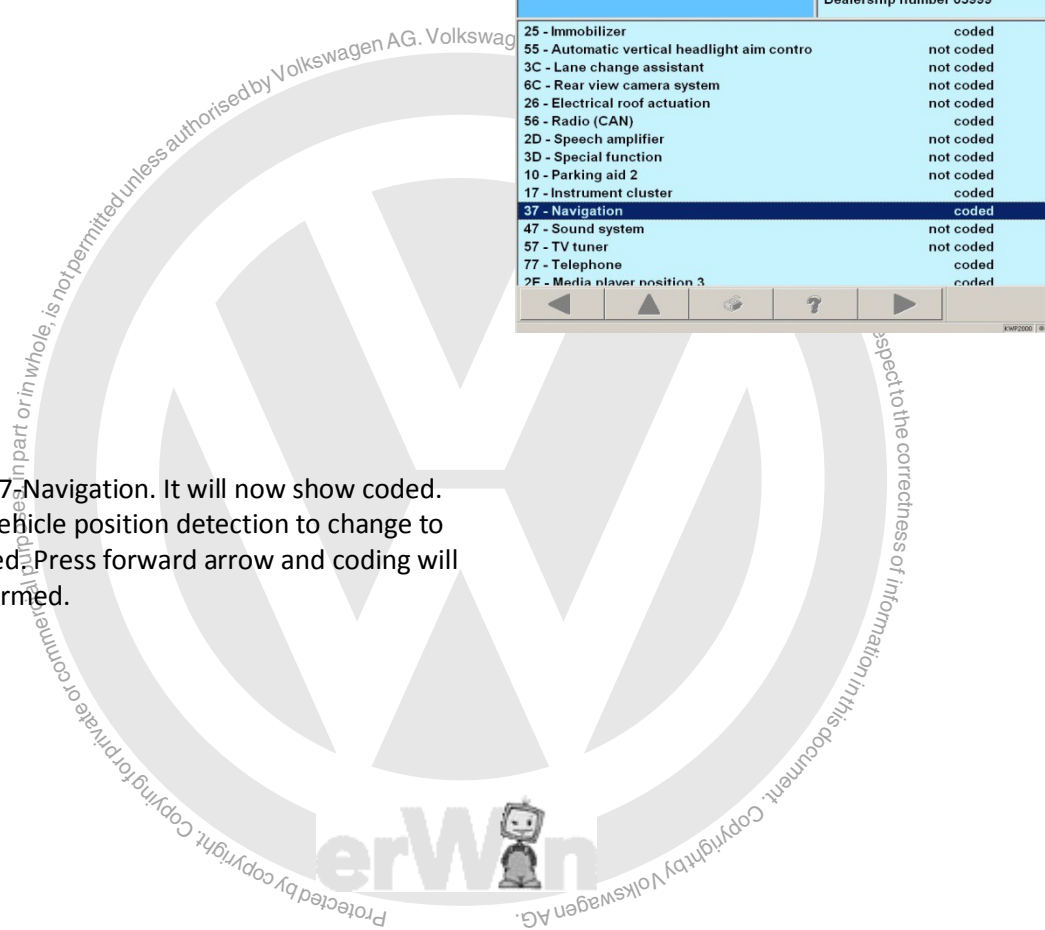 Dealership number 03999
25 - Immobilizer coded
55 - Automatic vertical headlight aim contro not coded
3C - Lane change assistant not coded
6C - Rear view camera system not coded
26 - Electrical roof actuation not coded
56 - Radio (CAN) coded
2D - Speech amplifier not coded
3D - Special function not coded
10 - Parking aid 2 not coded
17 - Instrument cluster coded
37 - Navigation coded
47 - Sound system not coded
57 - TV tuner not coded
77 - Telephone coded
2E - Media player position 3 coded
?
KWP2000
7-Navigation. It will now show coded.
ehicle position detection to change to
ed. Press forward arrow and coding will
rmed.
Protected by copyright. Copying for private or commercial purposes, in part or in whole, is not permitted unless authorised by Volkswagen AG. Volkswag
espect to the correctness of information in this document. Copyright by Volkswagen AG.
erWin